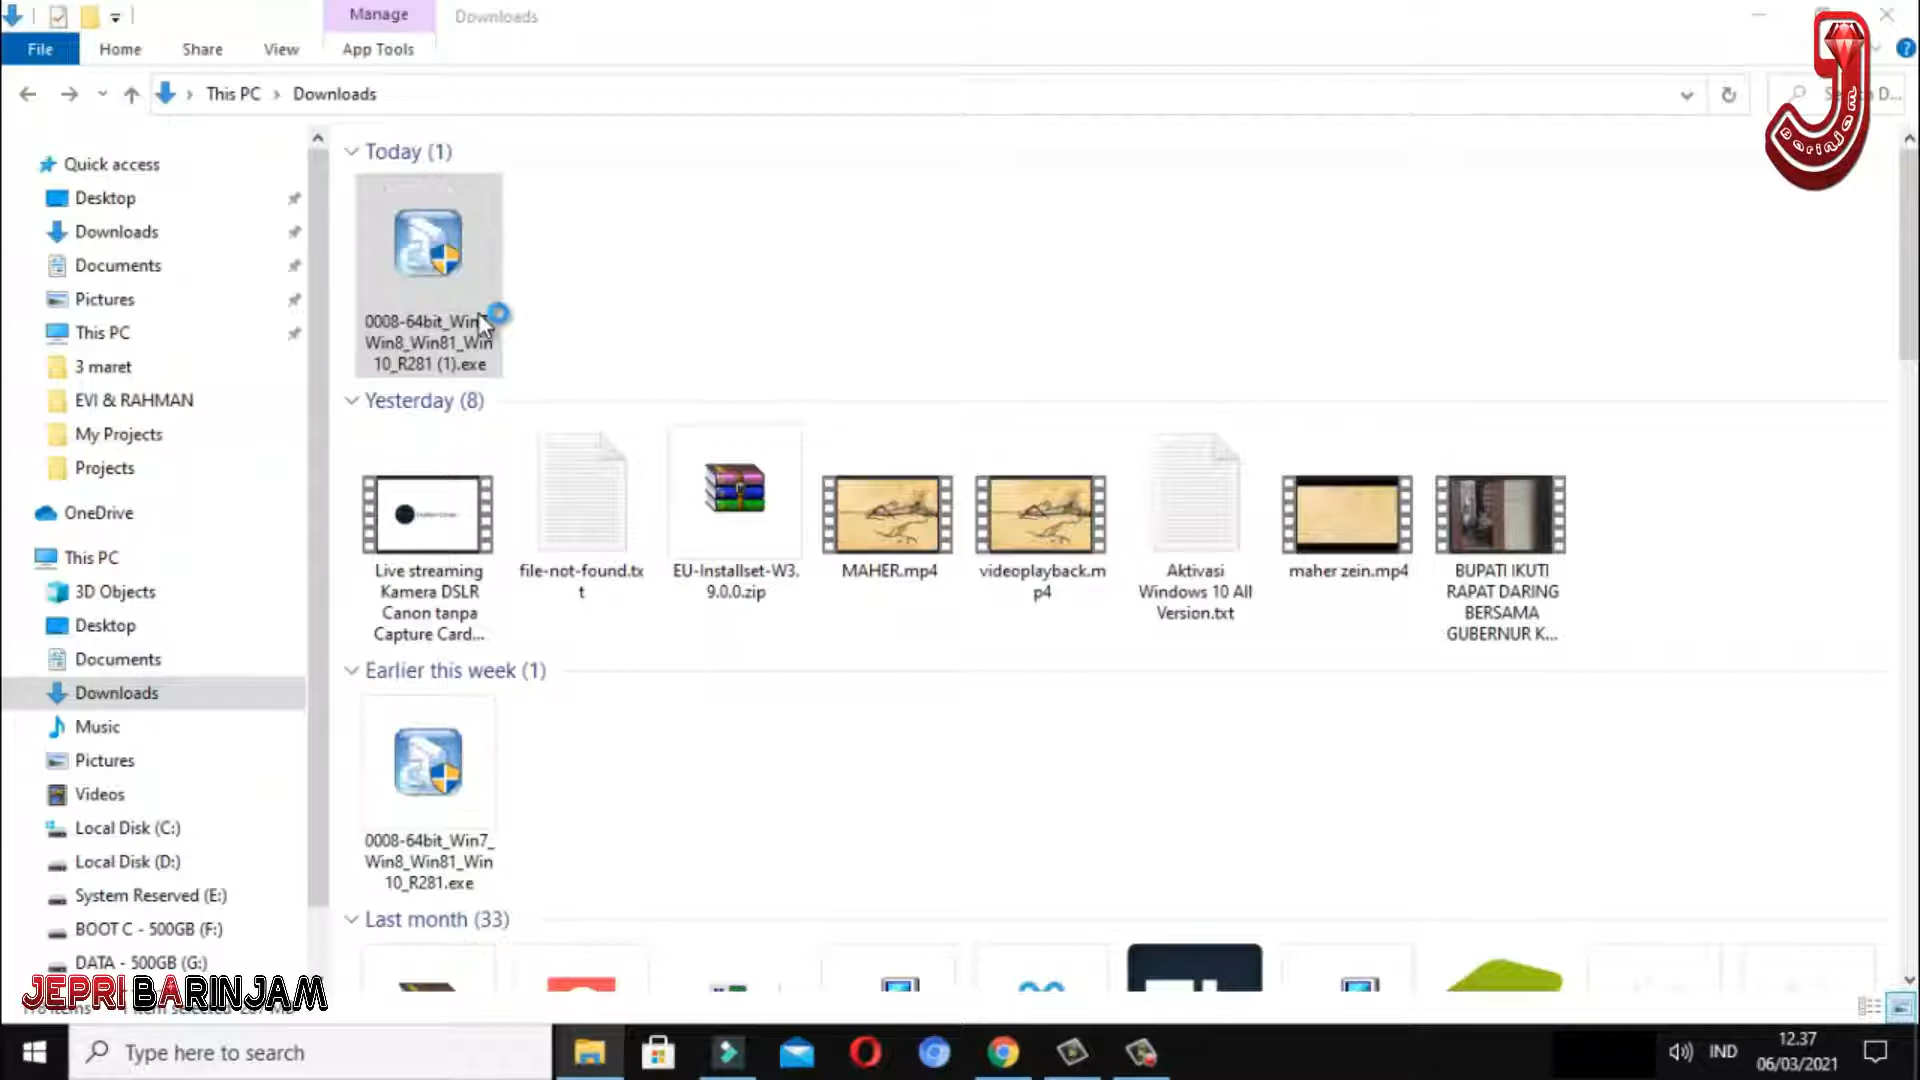 Manage
Downloads
File
Home
Share
View
App Tools
This PC
Downloads
D...
Barinjam
Quick access
Desktop
Downloads
Documents
Pictures
This PC
3 maret
EVI & RAHMAN
My Projects
Projects
OneDrive
This PC
3D Objects
Desktop
Documents
Downloads
Music
Pictures
Videos
Local Disk (C:)
Local Disk (D:)
System Reserved (E:)
BOOT C - 500GB (F:)
DATA - 500GB (G:)
Today (1)
0008-64bit_Win7_
Win8_Win81_Win
10_R281 (1).exe
Yesterday (8)
Live streaming
Kamera DSLR
Canon tanpa
Capture Card...
file-not-found.tx
t
EU-Installset-W3.
9.0.0.zip
MAHER.mp4
videoplayback.m
p4
Aktivasi
Windows 10 All
Version.txt
maher zein.mp4
BUPATI IKUTI
RAPAT DARING
BERSAMA
GUBERNUR K...
Earlier this week (1)
0008-64bit_Win7_
Win8_Win81_Win
10_R281.exe
Last month (33)
JEPRI BARINJAM
Type here to search
IND
12.37
06/03/2021